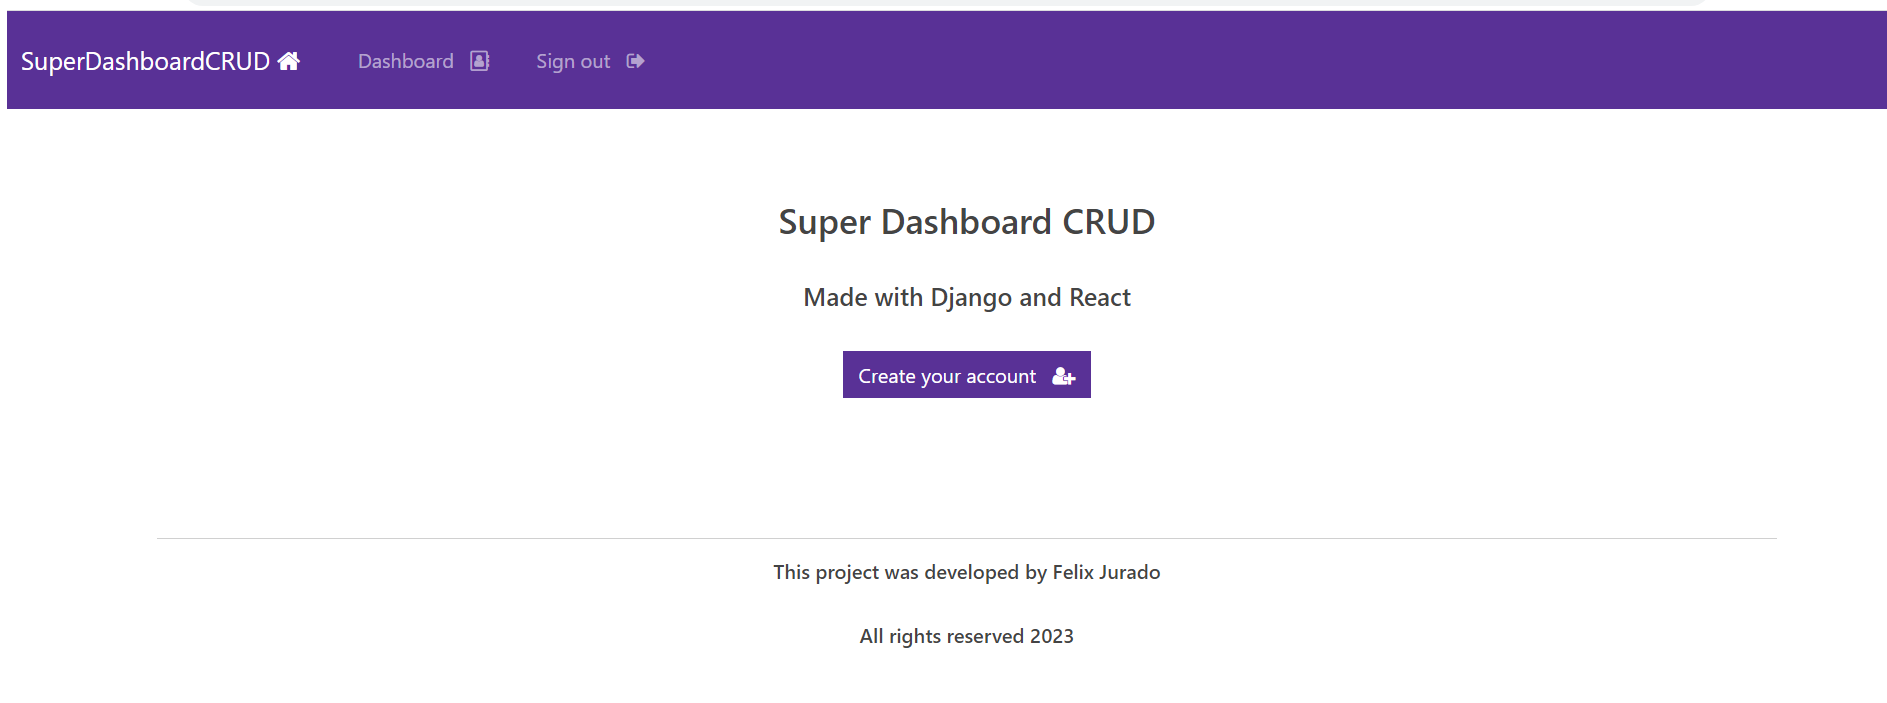 SuperDashboardCRUD Dashboard Sign out
Super Dashboard CRUD
Made with Django and React
Create your account
This project was developed by Felix Jurado
All rights reserved 2023